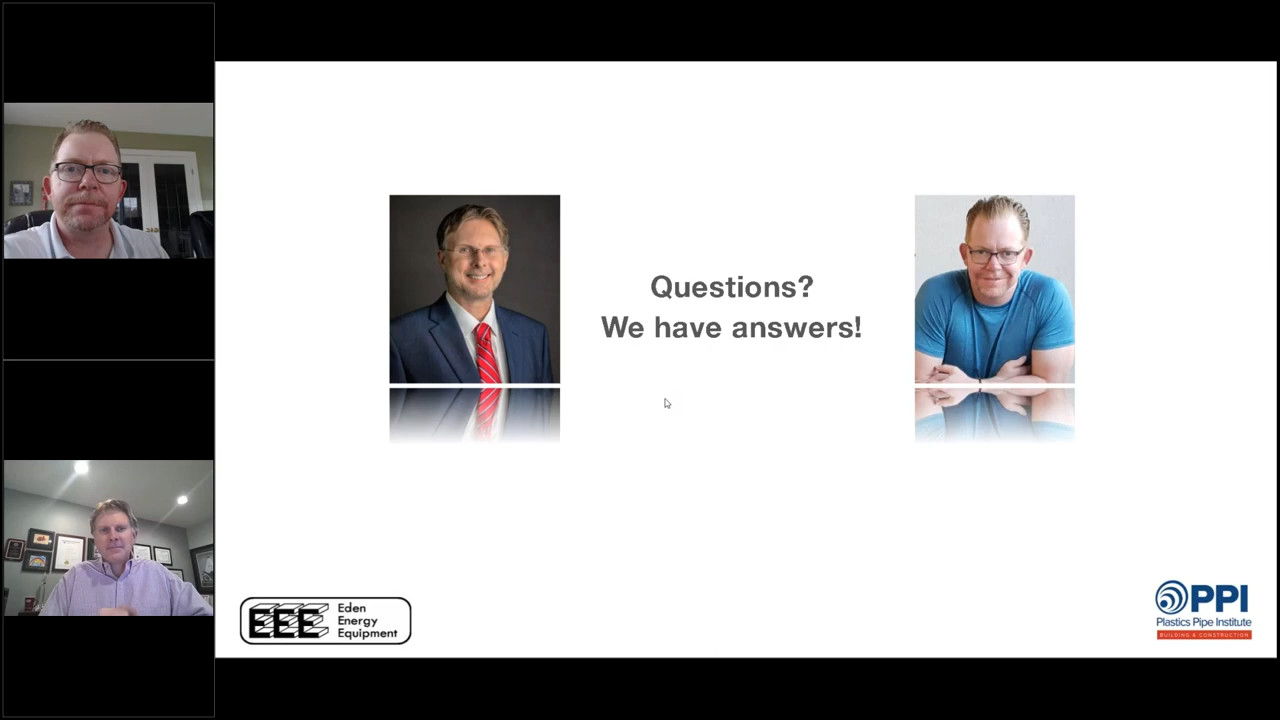 Questions?
We have answers!
EEE
Eden
Energy
Equipment
PPI
Plastics Pipe Institute
BUILDING & CONSTRUCTION